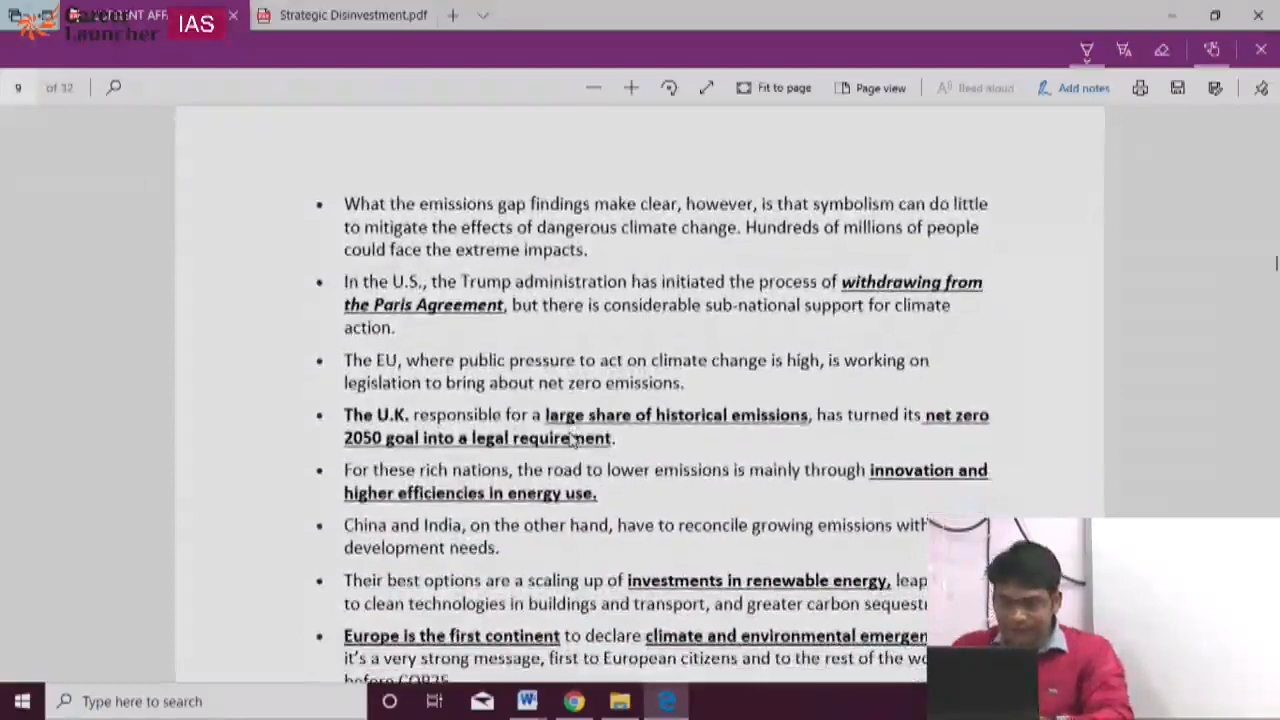 IAS
Strategic Disinvestment.pdf
Launcher
9 of 32
Fit to page
Page view
Read aloud
Add notes
• What the emissions gap findings make clear, however, is that symbolism can do little
to mitigate the effects of dangerous climate change. Hundreds of millions of people
could face the extreme impacts.
• In the U.S., the Trump administration has initiated the process of withdrawing from
the Paris Agreement, but there is considerable sub-national support for climate
action.
• The EU, where public pressure to act on climate change is high, is working on
legislation to bring about net zero emissions.
• The U.K. responsible for a large share of historical emissions, has turned its net zero
2050 goal into a legal requirement.
• For these rich nations, the road to lower emissions is mainly through innovation and
higher efficiencies in energy use.
• China and India, on the other hand, have to reconcile growing emissions with
development needs.
• Their best options are a scaling up of investments in renewable energy, leap
to clean technologies in buildings and transport, and greater carbon sequestr
• Europe is the first continent to declare climate and environmental emergen
it's a very strong message, first to European citizens and to the rest of the wo
before COP25
Type here to search